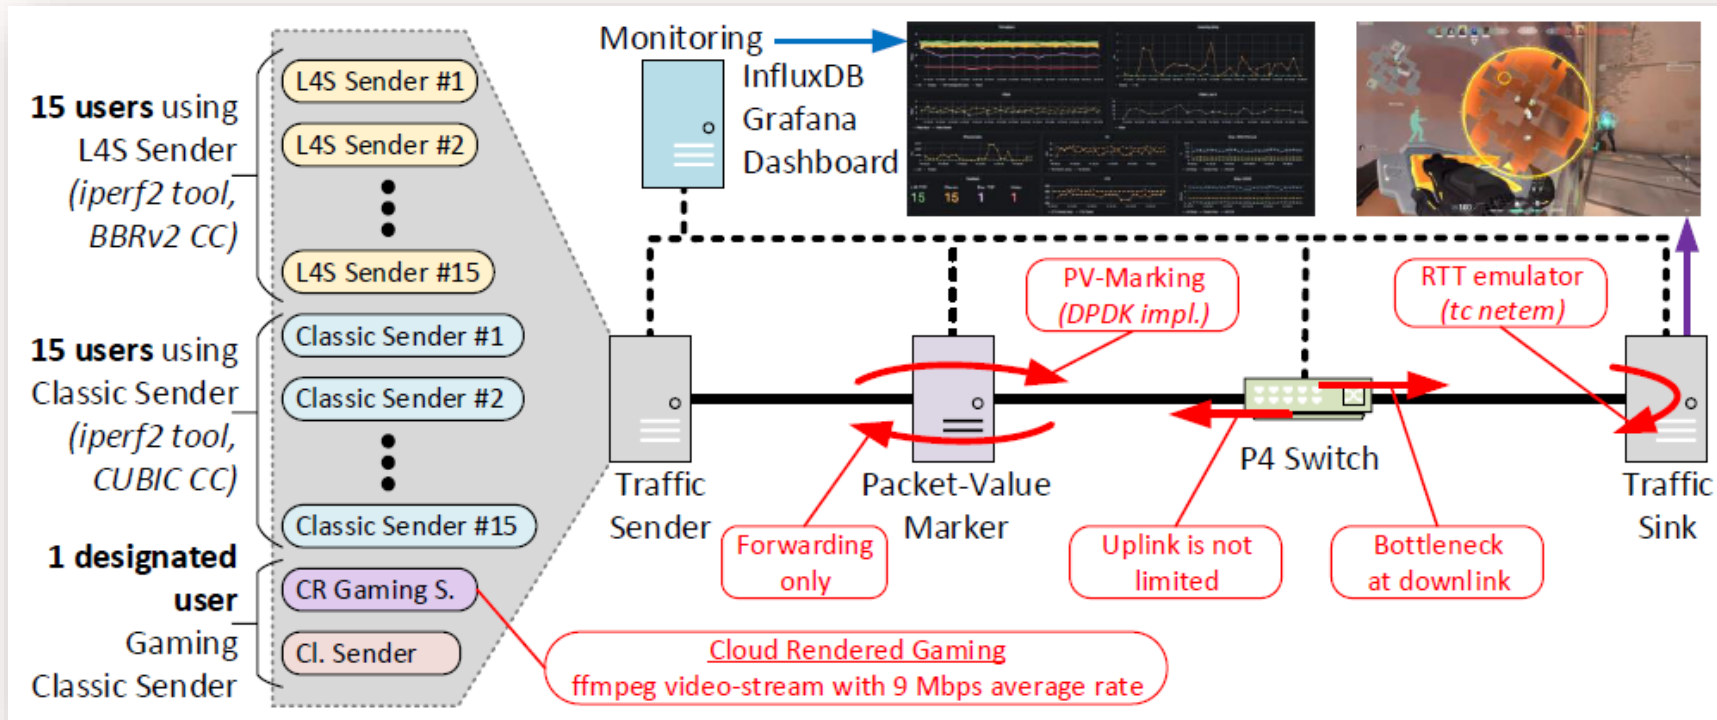 15 users using
L4S Sender
(iperf2 tool,
BBRv2 CC)
L4S Sender #1
L4S Sender #2
L4S Sender #15
15 users using
Classic Sender
(iperf2 tool,
CUBIC CC)
Classic Sender #1
Classic Sender #2
Classic Sender #15
1 designated
user
Gaming
Classic Sender
CR Gaming S.
Cl. Sender
Monitoring
InfluxDB
Grafana
Dashboard
15 15 1 1
PV-Marking
(DPDK impl.)
RTT emulator
(tc netem)
Traffic
Sender
Packet-Value
Marker
P4 Switch
Traffic
Sink
Forwarding
only
Uplink is not
limited
Bottleneck
at downlink
Cloud Rendered Gaming
ffmpeg video-stream with 9 Mbps average rate